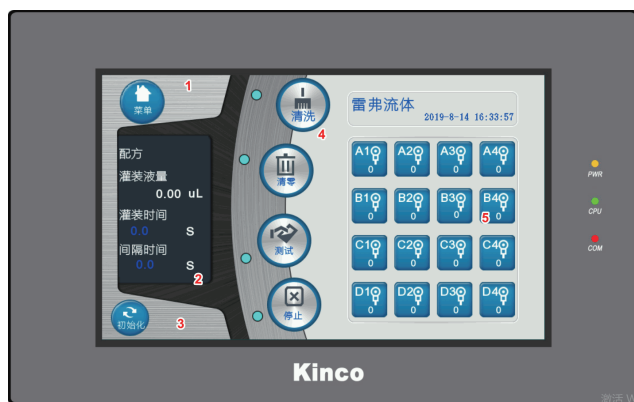 1
菜单
清洗
4
雷弗流体
2019-8-14 16:33:57
配方
灌装液量
0.00 uL
灌装时间
0.0 S
间隔时间
0.0 S
2
清零
测试
停止
初始化
3
A1 0
A2 0
A3 0
A4 0
B1 0
B2 0
B3 0
B4 0
5
C1 0
C2 0
C3 0
C4 0
D1 0
D2 0
D3 0
D4 0
PWR
CPU
COM
Kinco
激活